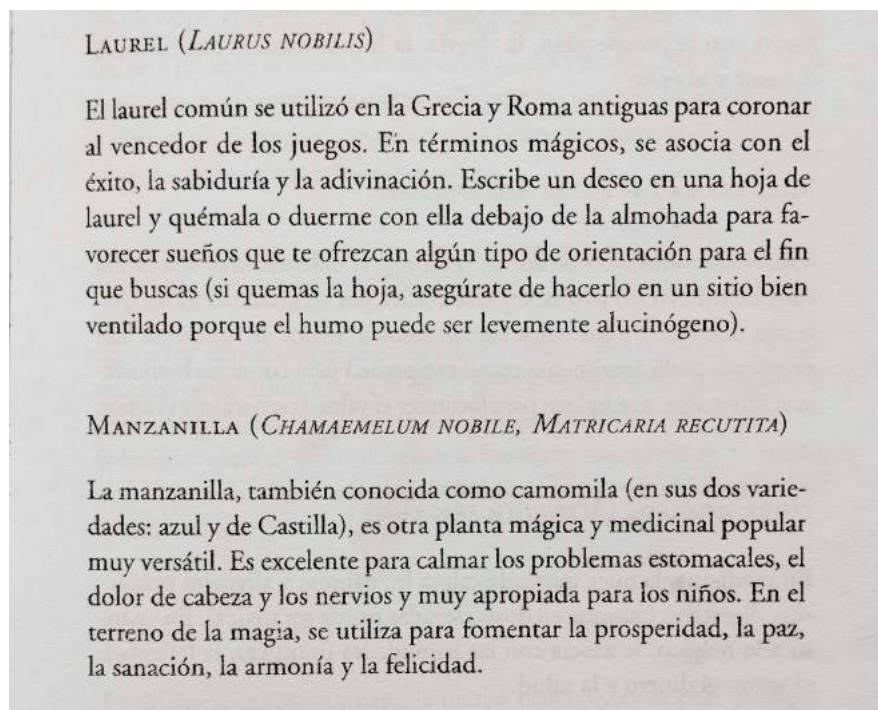 LAUREL (LAURUS NOBILIS)
El laurel común se utilizó en la Grecia y Roma antiguas para coronar
al vencedor de los juegos. En términos mágicos, se asocia con el
éxito, la sabiduría y la adivinación. Escribe un deseo en una hoja de
laurel y quémala o duerme con ella debajo de la almohada para fa-
vorecer sueños que te ofrezcan algún tipo de orientación para el fin
que buscas (si quemas la hoja, asegúrate de hacerlo en un sitio bien
ventilado porque el humo puede ser levemente alucinógeno).
MANZANILLA (CHAMAEMELUM NOBILE, MATRICARIA RECUTITA)
La manzanilla, también conocida como camomila (en sus dos varie-
dades: azul y de Castilla), es otra planta mágica y medicinal popular
muy versátil. Es excelente para calmar los problemas estomacales, el
dolor de cabeza y los nervios y muy apropiada para los niños. En el
terreno de la magia, se utiliza para fomentar la prosperidad, la paz,
la sanación, la armonía y la felicidad.